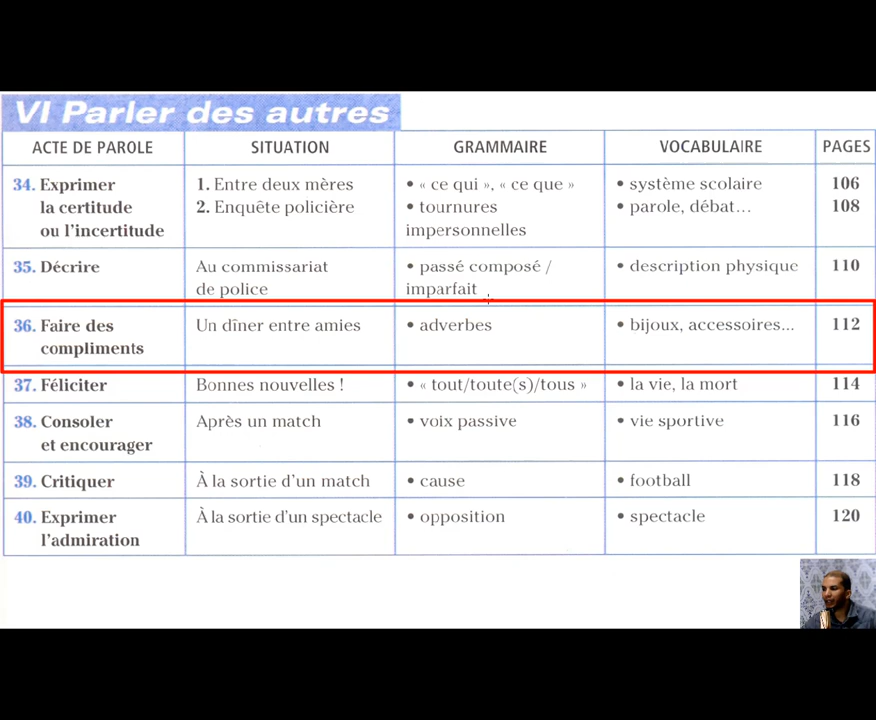 VI Parler des autres
ACTE DE PAROLE SITUATION GRAMMAIRE VOCABULAIRE PAGES
34. Exprimer 1. Entre deux mères • « ce qui », « ce que » • système scolaire 106
la certitude 2. Enquête policière • tournures • parole, débat... 108
ou l'incertitude impersonnelles
35. Décrire Au commissariat • passé composé / • description physique 110
de police imparfait
36. Faire des Un dîner entre amies • adverbes • bijoux, accessoires... 112
compliments
37. Féliciter Bonnes nouvelles ! • « tout/toute(s)/tous » • la vie, la mort 114
38. Consoler Après un match • voix passive • vie sportive 116
et encourager
39. Critiquer À la sortie d'un match • cause • football 118
40. Exprimer À la sortie d'un spectacle • opposition • spectacle 120
l'admiration